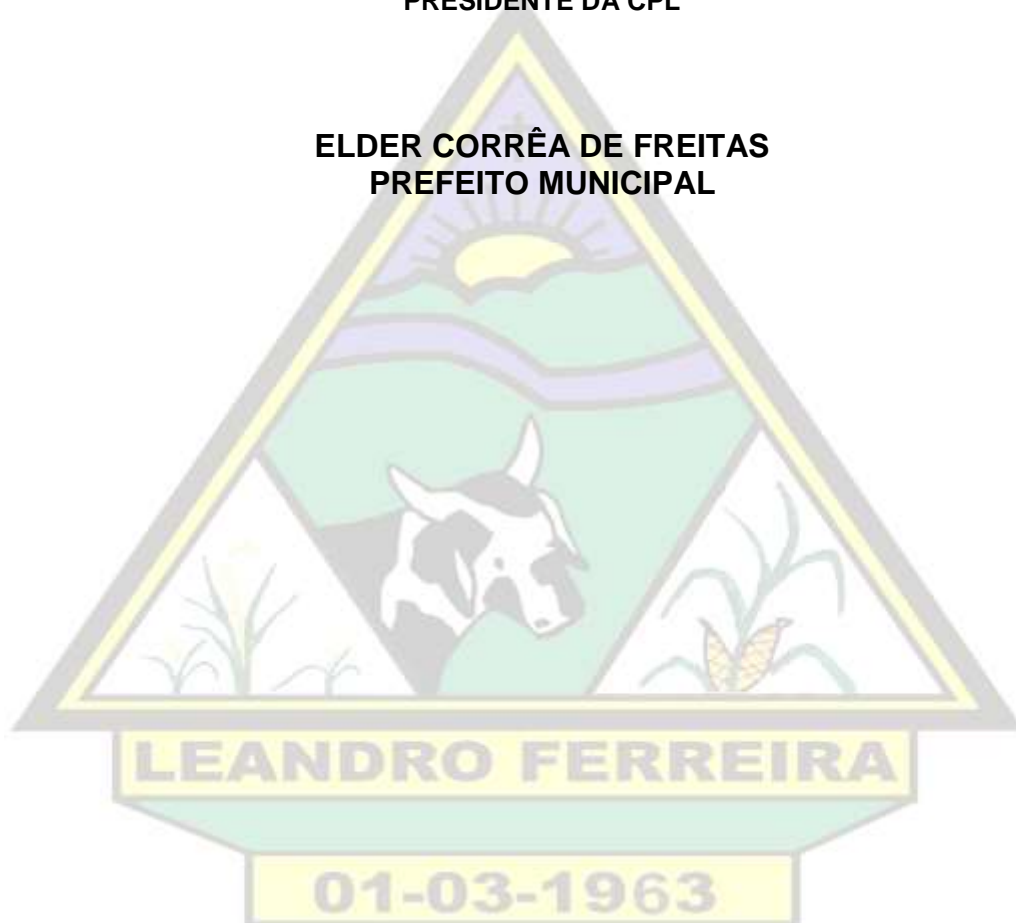 PRESIDENTE DA CPL
ELDER CORRÊA DE FREITAS
PREFEITO MUNICIPAL
LEANDRO FERREIRA
01-03-1963